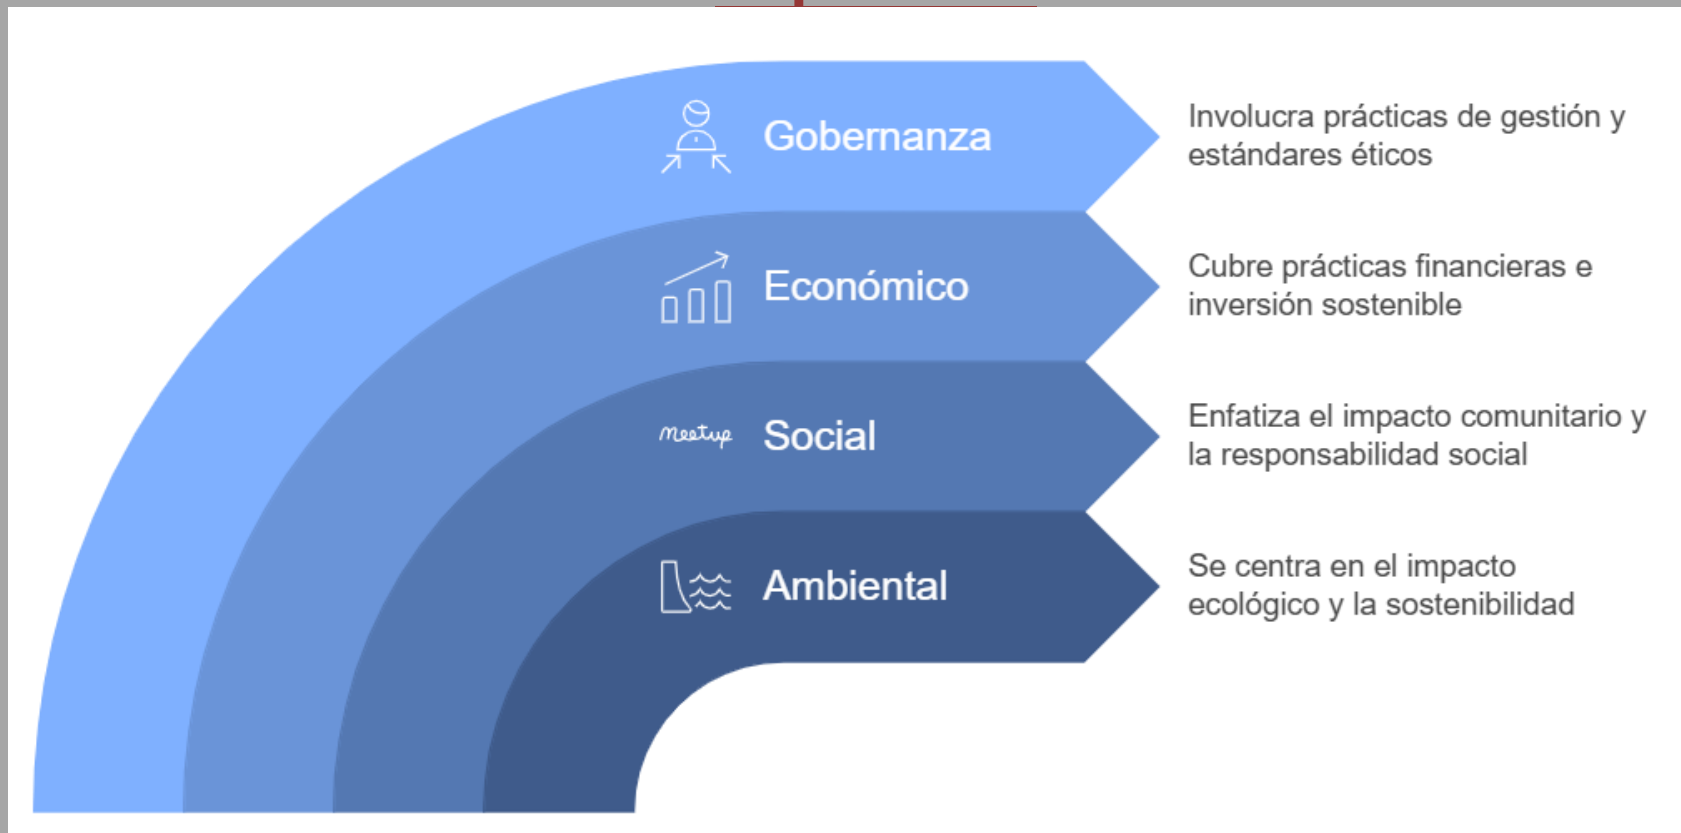 Gobernanza
Involucra prácticas de gestión y
estándares éticos
Económico
Cubre prácticas financieras e
inversión sostenible
meetup
Social
Enfatiza el impacto comunitario y
la responsabilidad social
Ambiental
Se centra en el impacto
ecológico y la sostenibilidad